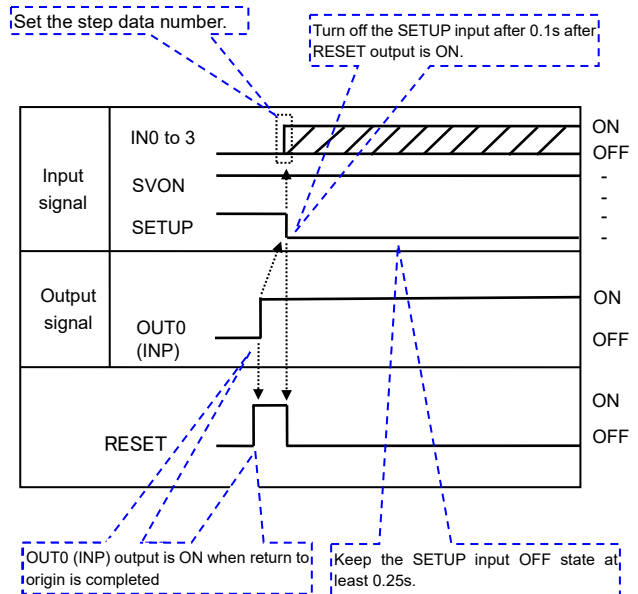 Set the step data number.
Turn off the SETUP input after 0.1s after
RESET output is ON.
Input
signal
IN0 to 3
ON
OFF
SVON
-
-
SETUP
-
-
Output
signal
OUT0
(INP)
ON
OFF
RESET
ON
OFF
OUT0 (INP) output is ON when return to
origin is completed
Keep the SETUP input OFF state at
least 0.25s.